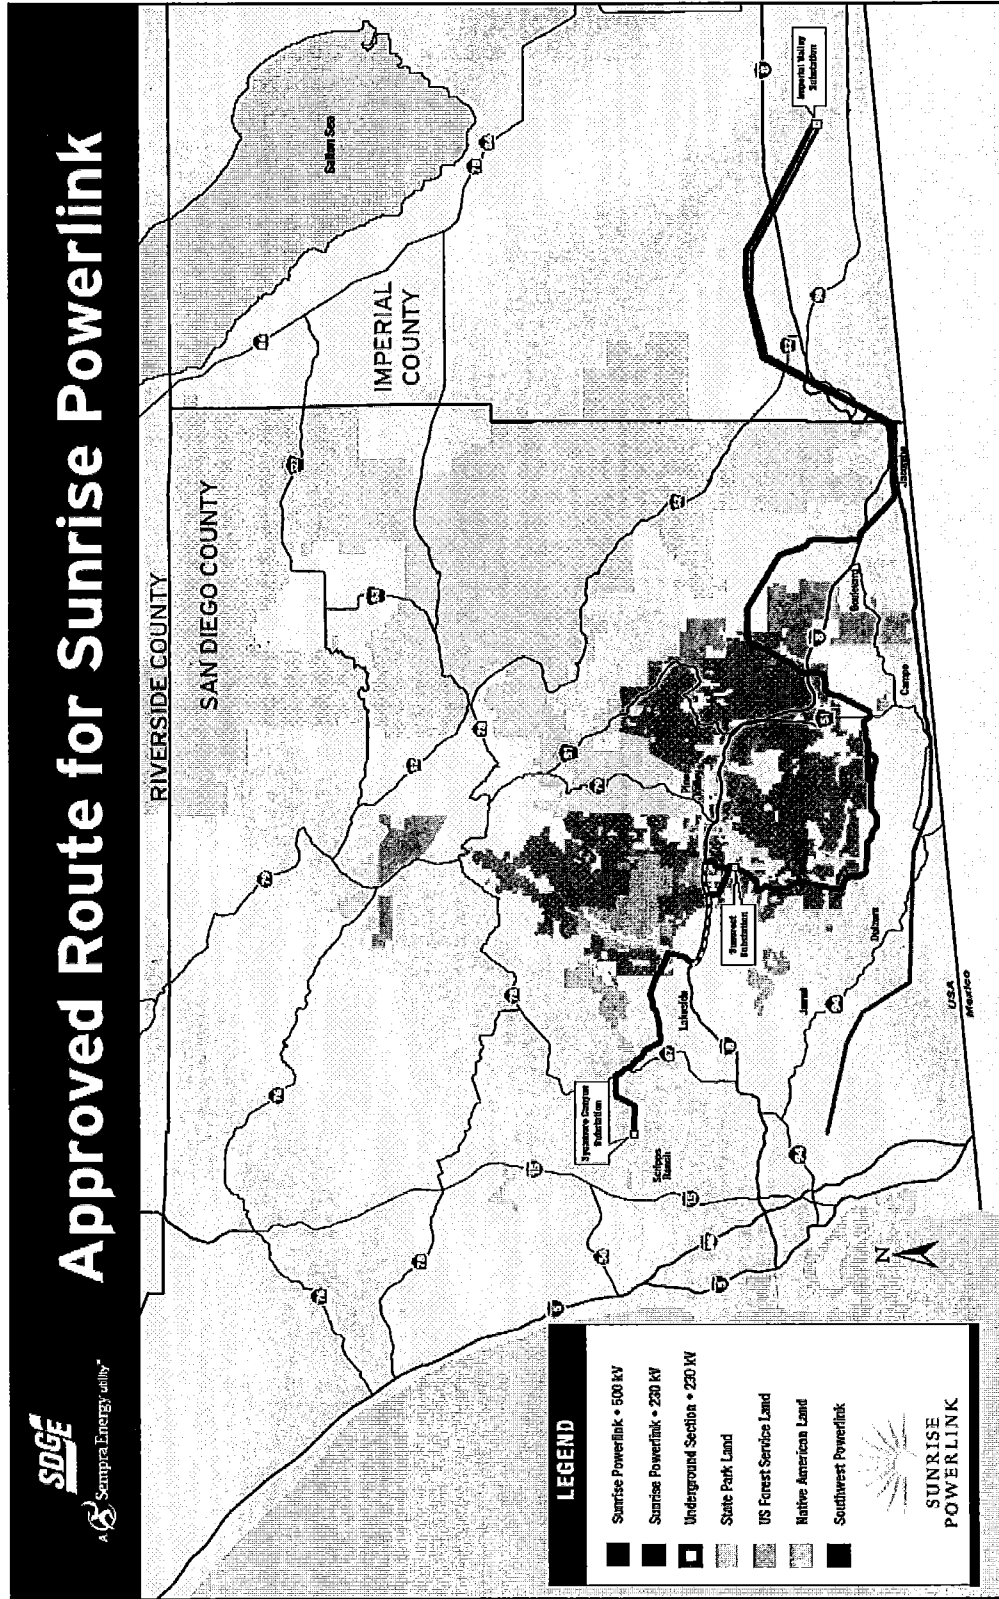 SDGE
A Sempra Energy utility™
Approved Route for Sunrise Powerlink
RIVERSIDE COUNTY
SAN DIEGO COUNTY
IMPERIAL
COUNTY
Salton Sea
Imperial Valley
Substation
Sycamore Canyon
Substation
Scripps
Ranch
Lakeside
Suncrest
Substation
Jamul
Dulzura
Pine
Campo
Boulevard
Jacumba
USA
Mexico
N
LEGEND
Sunrise Powerlink • 500 kV
Sunrise Powerlink • 230 kV
Underground Section • 230 kV
State Park Land
US Forest Service Land
Native American Land
Southwest Powerlink
SUNRISE
POWERLINK